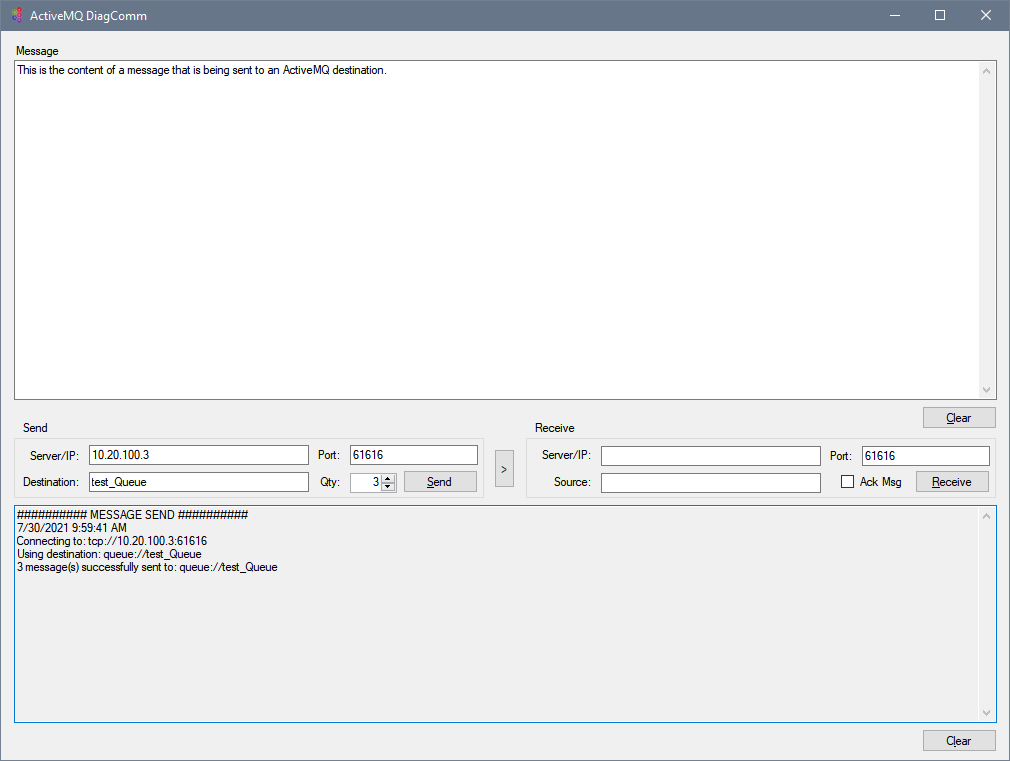 ActiveMQ DiagComm
Message
This is the content of a message that is being sent to an ActiveMQ destination.
Clear
Send
Server/IP: 10.20.100.3 Port: 61616
Destination: test_Queue Qty: 3 Send
>
Receive
Server/IP: Port: 61616
Source: Ack Msg Receive
########## MESSAGE SEND ##########
7/30/2021 9:59:41 AM
Connecting to: tcp://10.20.100.3:61616
Using destination: queue://test_Queue
3 message(s) successfully sent to: queue://test_Queue
Clear